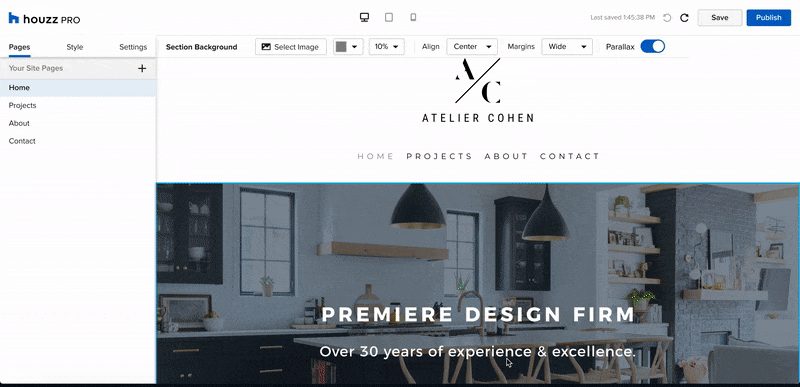 houzz PRO
Last saved 1:45:38 PM
Save
Publish
Pages Style Settings
Section Background
Select Image
10%
Align
Center
Margins
Wide
Parallax
Your Site Pages
Home
Projects
About
Contact
A/C
ATELIER COHEN
HOME PROJECTS ABOUT CONTACT
PREMIERE DESIGN FIRM
Over 30 years of experience & excellence.